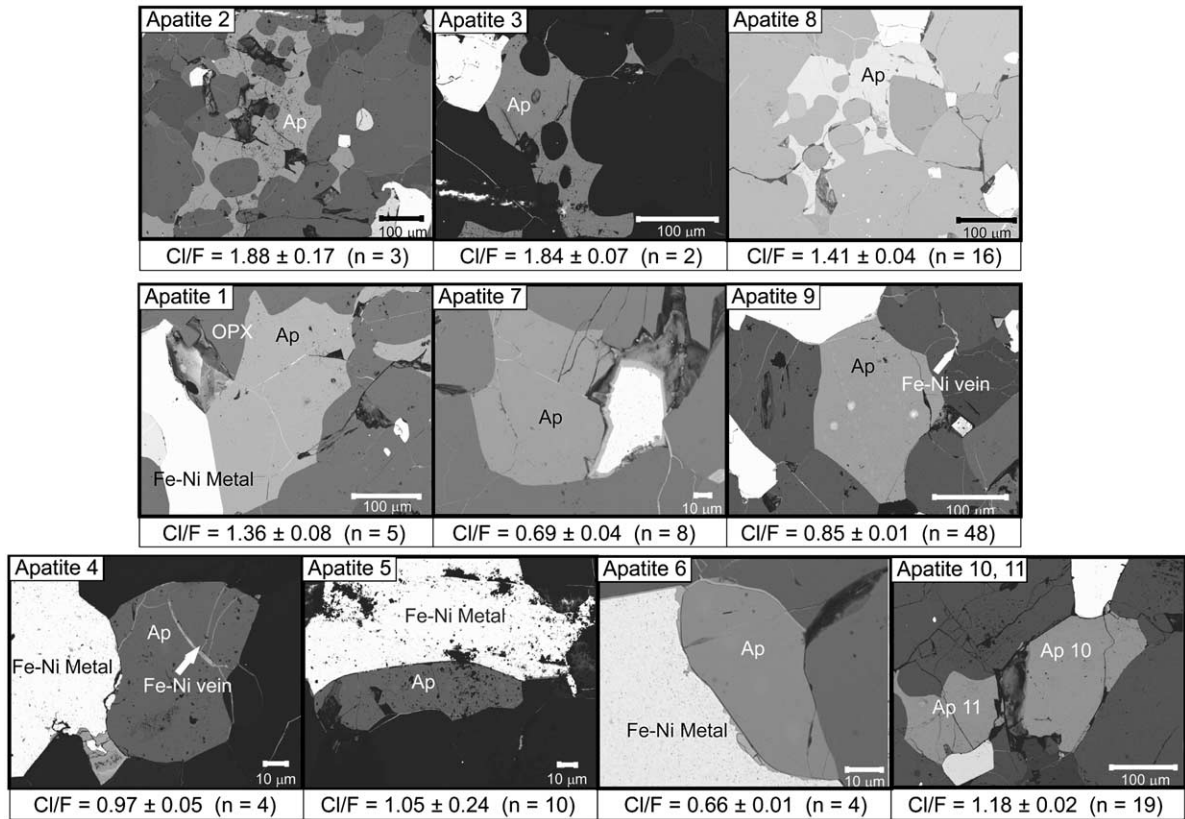 Apatite 2
Ap
100 μm
Cl/F = 1.88 ± 0.17 (n = 3)
Apatite 3
Ap
100 μm
Cl/F = 1.84 ± 0.07 (n = 2)
Apatite 8
Ap
100 μm
Cl/F = 1.41 ± 0.04 (n = 16)
Apatite 1
OPX
Ap
Fe-Ni Metal
100 μm
Cl/F = 1.36 ± 0.08 (n = 5)
Apatite 7
Ap
10 μm
Cl/F = 0.69 ± 0.04 (n = 8)
Apatite 9
Ap
Fe-Ni vein
100 μm
Cl/F = 0.85 ± 0.01 (n = 48)
Apatite 4
Ap
Fe-Ni Metal
Fe-Ni vein
10 μm
Cl/F = 0.97 ± 0.05 (n = 4)
Apatite 5
Fe-Ni Metal
Ap
10 μm
Cl/F = 1.05 ± 0.24 (n = 10)
Apatite 6
Ap
Fe-Ni Metal
10 μm
Cl/F = 0.66 ± 0.01 (n = 4)
Apatite 10, 11
Ap 10
Ap 11
100 μm
Cl/F = 1.18 ± 0.02 (n = 19)